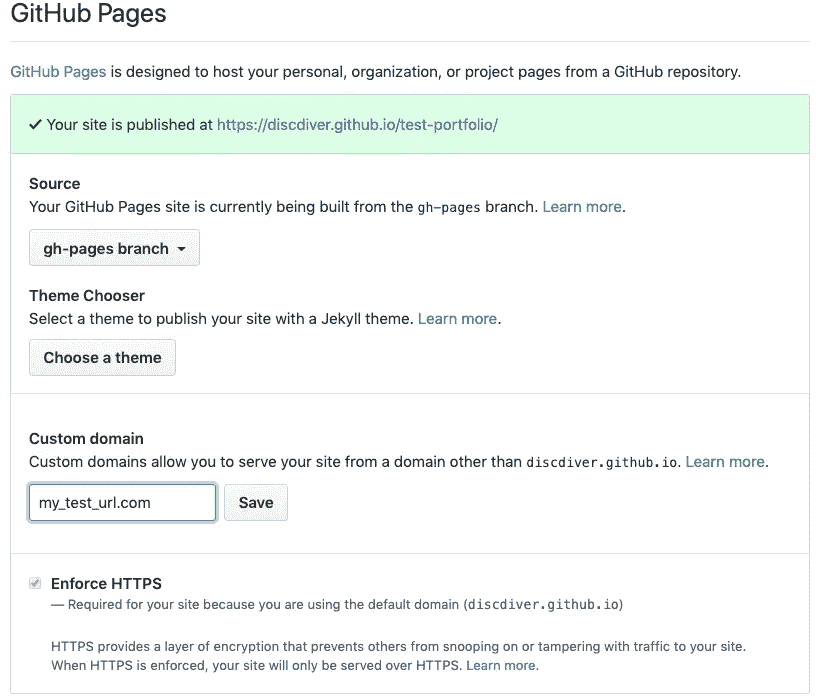 GitHub Pages
GitHub Pages is designed to host your personal, organization, or project pages from a GitHub repository.
✓ Your site is published at https://discdiver.github.io/test-portfolio/
Source
Your GitHub Pages site is currently being built from the gh-pages branch. Learn more.
gh-pages branch
Theme Chooser
Select a theme to publish your site with a Jekyll theme. Learn more.
Choose a theme
Custom domain
Custom domains allow you to serve your site from a domain other than discdiver.github.io. Learn more.
my_test_url.com Save
Enforce HTTPS
— Required for your site because you are using the default domain (discdiver.github.io)
HTTPS provides a layer of encryption that prevents others from snooping on or tampering with traffic to your site.
When HTTPS is enforced, your site will only be served over HTTPS. Learn more.